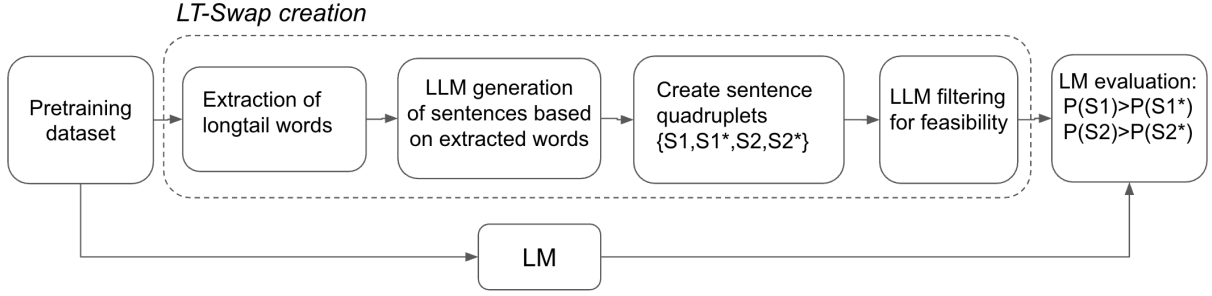 LT-Swap creation
Pretraining
dataset
Extraction of
longtail words
LLM generation
of sentences based
on extracted words
Create sentence
quadruplets
{S1,S1*,S2,S2*}
LLM filtering
for feasibility
LM evaluation:
P(S1)>P(S1*)
P(S2)>P(S2*)
LM